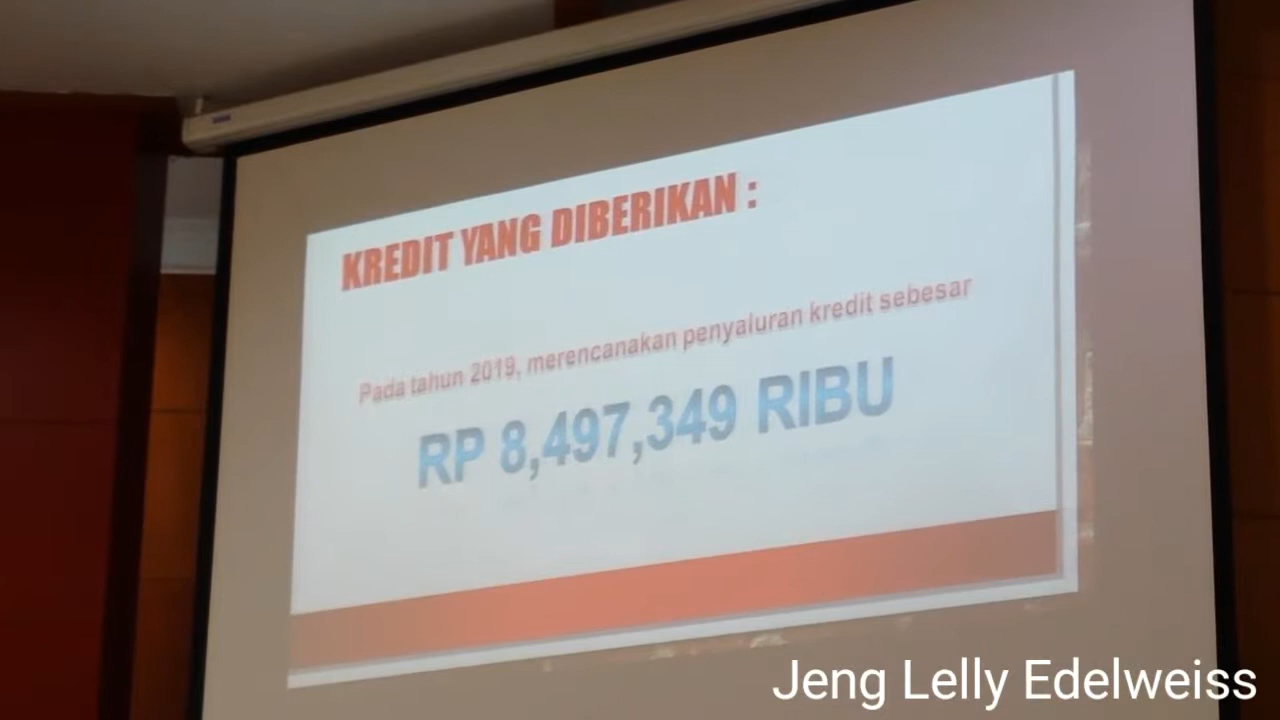 KREDIT YANG DIBERIKAN :
Pada tahun 2019, merencanakan penyaluran kredit sebesar
RP 8,497,349 RIBU
Jeng Lelly Edelweiss